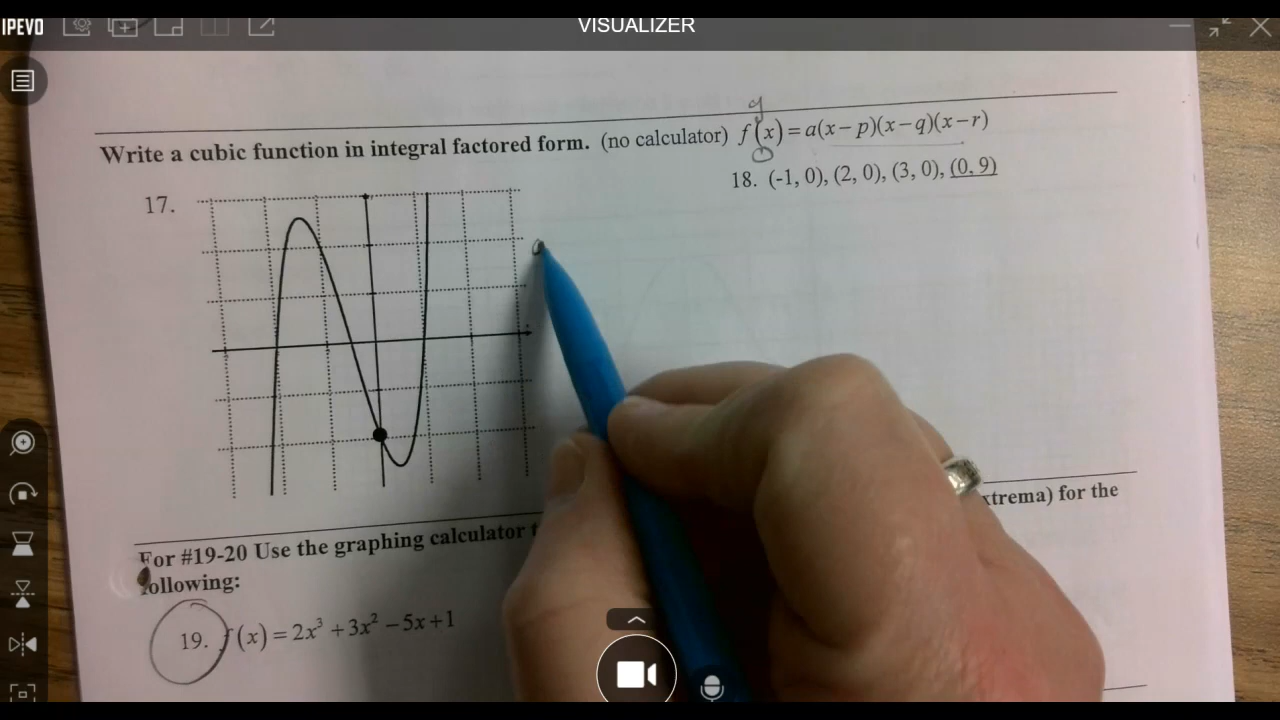 IPEVO
VISUALIZER
y
Write a cubic function in integral factored form. (no calculator) f(x) = a(x − p)(x − q)(x − r)
17.
18. (-1, 0), (2, 0), (3, 0), (0, 9)
For #19-20 Use the graphing calculator
xtrema) for the
following:
19. f(x) = 2x³ + 3x² − 5x + 1